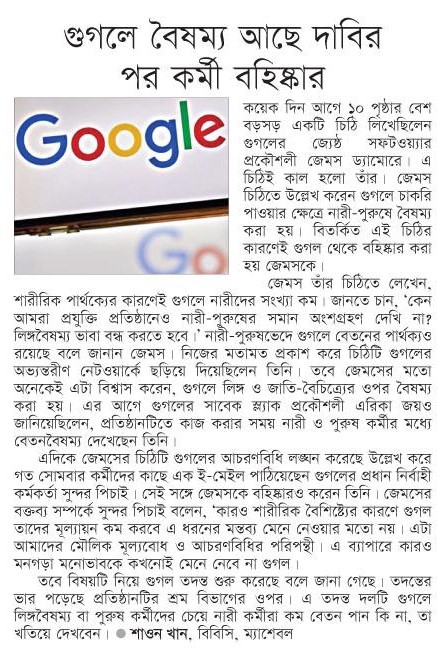 গুগলে বৈষম্য আছে দাবির
পর কর্মী বহিষ্কার
Google
Go
কয়েক দিন আগে ১০ পৃষ্ঠার বেশ
বড়সড় একটি চিঠি লিখেছিলেন
গুগলের জ্যেষ্ঠ সফটওয়্যার
প্রকৌশলী জেমস ড্যামোরে। এ
চিঠিই কাল হলো তাঁর। জেমস
চিঠিতে উল্লেখ করেন গুগলে চাকরি
পাওয়ার ক্ষেত্রে নারী-পুরুষে বৈষম্য
করা হয়। বিতর্কিত এই চিঠির
কারণেই গুগল থেকে বহিষ্কার করা
হয় জেমসকে।
জেমস তাঁর চিঠিতে লেখেন,
শারীরিক পার্থক্যের কারণেই গুগলে নারীদের সংখ্যা কম। জানতে চান, ‘কেন
আমরা প্রযুক্তি প্রতিষ্ঠানেও নারী-পুরুষের সমান অংশগ্রহণ দেখি না?
লিঙ্গবৈষম্য ভাবা বন্ধ করতে হবে।’ নারী-পুরুষভেদে গুগলে বেতনের পার্থক্যও
রয়েছে বলে জানান জেমস। নিজের মতামত প্রকাশ করে চিঠিটি গুগলের
অভ্যন্তরীণ নেটওয়ার্কে ছড়িয়ে দিয়েছিলেন তিনি। তবে জেমসের মতো
অনেকেই এটা বিশ্বাস করেন, গুগলে লিঙ্গ ও জাতি-বৈচিত্র্যের ওপর বৈষম্য
করা হয়। এর আগে গুগলের সাবেক স্ল্যাক প্রকৌশলী এরিকা জয়ও
জানিয়েছিলেন, প্রতিষ্ঠানটিতে কাজ করার সময় নারী ও পুরুষ কর্মীর মধ্যে
বেতনবৈষম্য দেখেছেন তিনি।
এদিকে জেমসের চিঠিটি গুগলের আচরণবিধি লঙ্ঘন করেছে উল্লেখ করে
গত সোমবার কর্মীদের কাছে এক ই-মেইল পাঠিয়েছেন গুগলের প্রধান নির্বাহী
কর্মকর্তা সুন্দর পিচাই। সেই সঙ্গে জেমসকে বহিষ্কারও করেন তিনি। জেমসের
বক্তব্য সম্পর্কে সুন্দর পিচাই বলেন, ‘কারও শারীরিক বৈশিষ্ট্যের কারণে গুগল
তাদের মূল্যায়ন কম করবে এ ধরনের মন্তব্য মেনে নেওয়ার মতো নয়। এটা
আমাদের মৌলিক মূল্যবোধ ও আচরণবিধির পরিপন্থী। এ ব্যাপারে কারও
মনগড়া মনোভাবকে কখনোই মেনে নেবে না গুগল।
তবে বিষয়টি নিয়ে গুগল তদন্ত শুরু করেছে বলে জানা গেছে। তদন্তের
ভার পড়েছে প্রতিষ্ঠানটির শ্রম বিভাগের ওপর। এ তদন্ত দলটি গুগলে
লিঙ্গবৈষম্য বা পুরুষ কর্মীদের চেয়ে নারী কর্মীরা কম বেতন পান কি না, তা
খতিয়ে দেখবেন। ● শাওন খান, বিবিসি, ম্যাশেবল